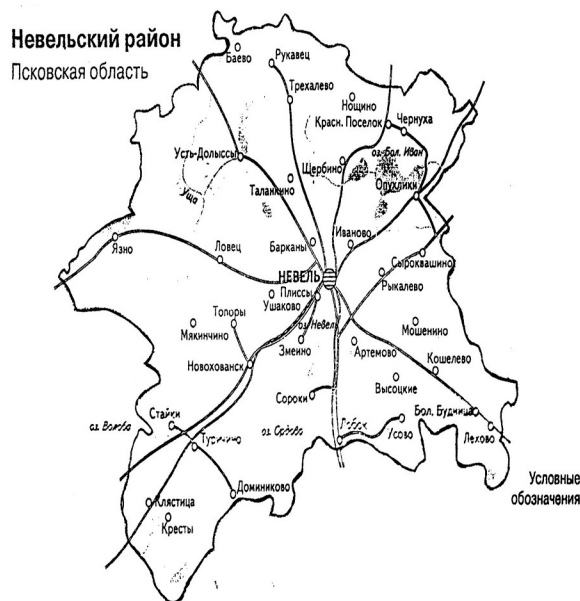 Невельский район
Псковская область
Баево
Рукавец
Трехалево
Нощино
Красн. Поселок
Чернуха
оз. Бол. Иван
Усть-Долыссы
Щербино
Опухлики
Таланкино
Уща
Иваново
Барканы
Язно
Ловец
Сыроквашино
НЕВЕЛЬ
Рыкалево
Плиссы
Ушаково
Топоры
оз. Невель
Мошенино
Мякинчино
Змеино
Артемово
Новохованск
Кошелево
Высоцкие
Сороки
Стайки
Бол. Будница
оз. Ордово
Лобок
Усово
Лехово
Туричино
Условные
обозначения
Доминиково
Клястица
Кресты